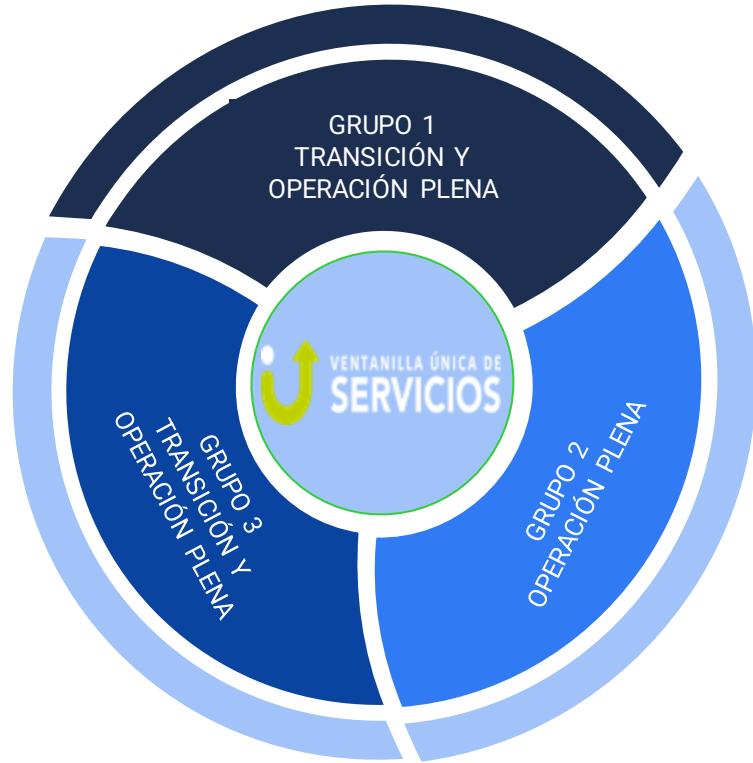 GRUPO 1
TRANSICIÓN Y
OPERACIÓN PLENA
VENTANILLA ÚNICA DE
SERVICIOS
GRUPO 2
OPERACIÓN PLENA
GRUPO 3
TRANSICIÓN Y
OPERACIÓN PLENA